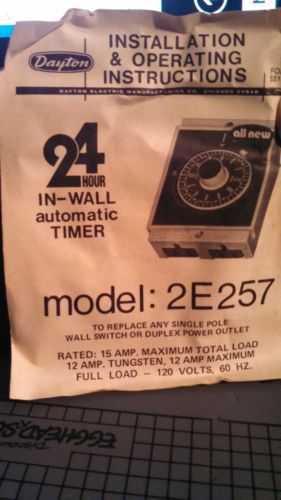 Dayton
INSTALLATION
& OPERATING
INSTRUCTIONS
DAYTON ELECTRIC MANUFACTURING CO. CHICAGO 60648
all new
24
HOUR
IN-WALL
automatic
TIMER
model: 2E257
TO REPLACE ANY SINGLE POLE
WALL SWITCH OR DUPLEX POWER OUTLET
RATED: 15 AMP. MAXIMUM TOTAL LOAD
12 AMP. TUNGSTEN, 12 AMP. MAXIMUM
FULL LOAD — 120 VOLTS, 60 HZ.
EGGHEAD